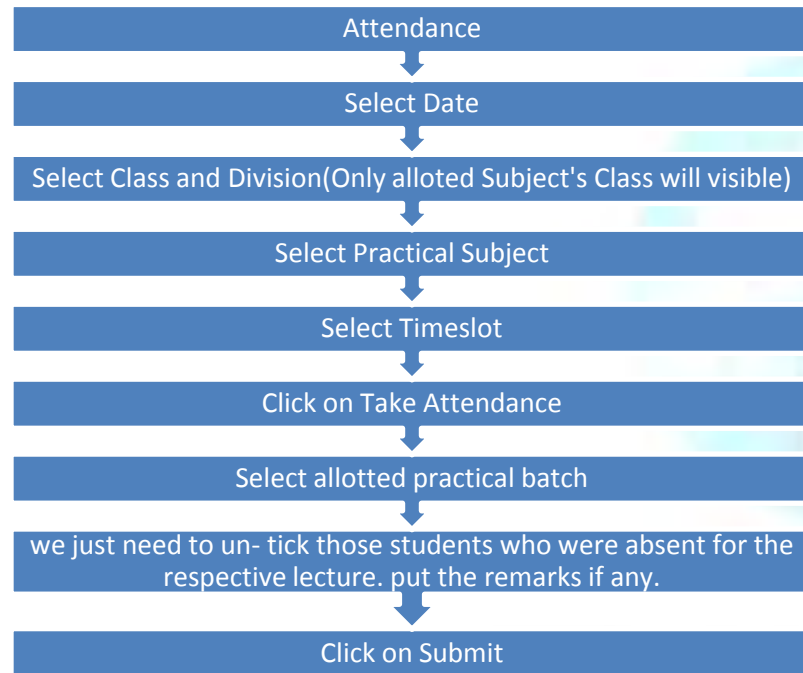 Attendance
Select Date
Select Class and Division(Only alloted Subject's Class will visible)
Select Practical Subject
Select Timeslot
Click on Take Attendance
Select allotted practical batch
we just need to un- tick those students who were absent for the
respective lecture. put the remarks if any.
Click on Submit